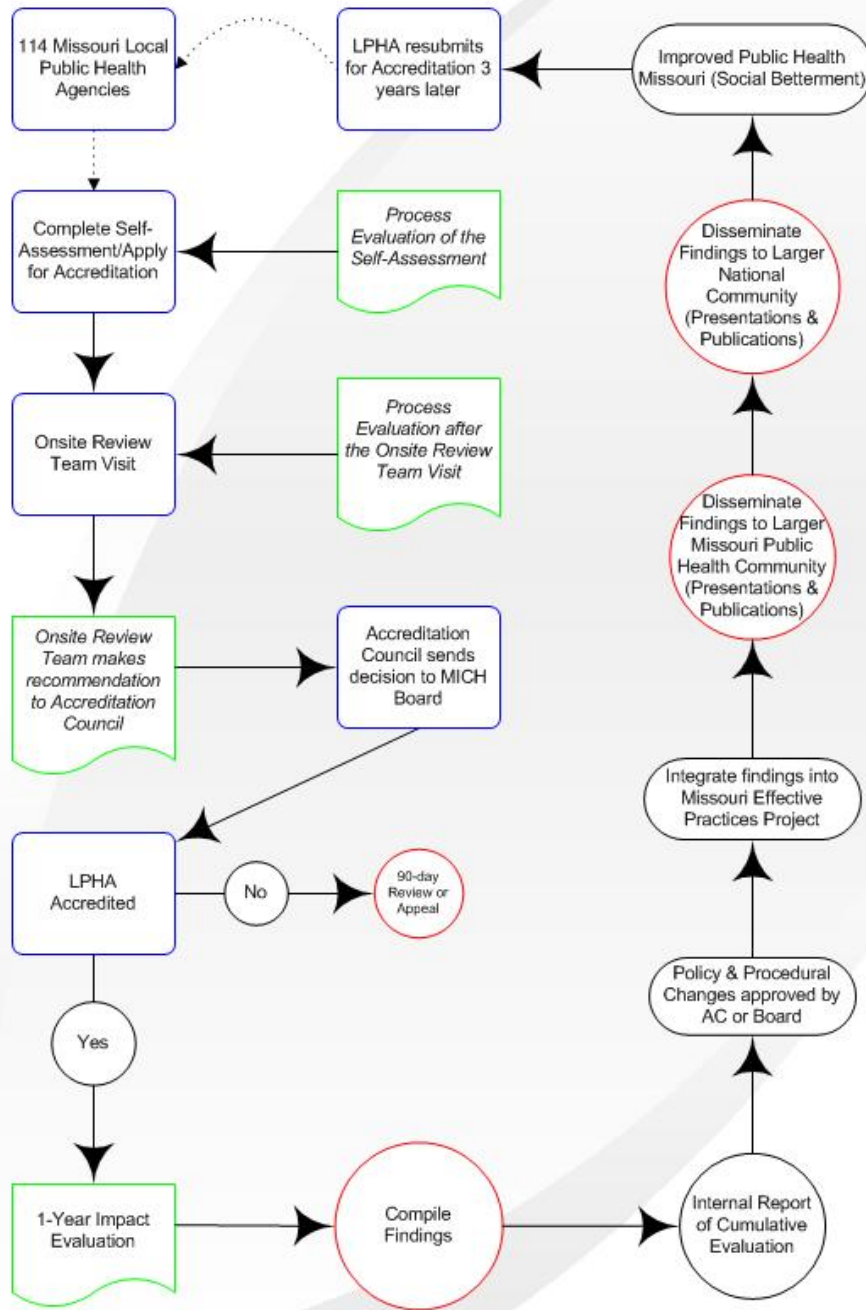 114 Missouri Local
Public Health
Agencies
LPHA resubmits
for Accreditation 3
years later
Improved Public Health
Missouri (Social Betterment)
Complete Self-
Assessment/Apply
for Accreditation
Process
Evaluation of the
Self-Assessment
Disseminate
Findings to Larger
National
Community
(Presentations &
Publications)
Onsite Review
Team Visit
Process
Evaluation after
the Onsite Review
Team Visit
Disseminate
Findings to Larger
Missouri Public
Health Community
(Presentations &
Publications)
Onsite Review
Team makes
recommendation
to Accreditation
Council
Accreditation
Council sends
decision to MICH
Board
Integrate findings into
Missouri Effective
Practices Project
LPHA
Accredited
No
90-day
Review or
Appeal
Policy & Procedural
Changes approved by
AC or Board
Yes
1-Year Impact
Evaluation
Compile
Findings
Internal Report
of Cumulative
Evaluation